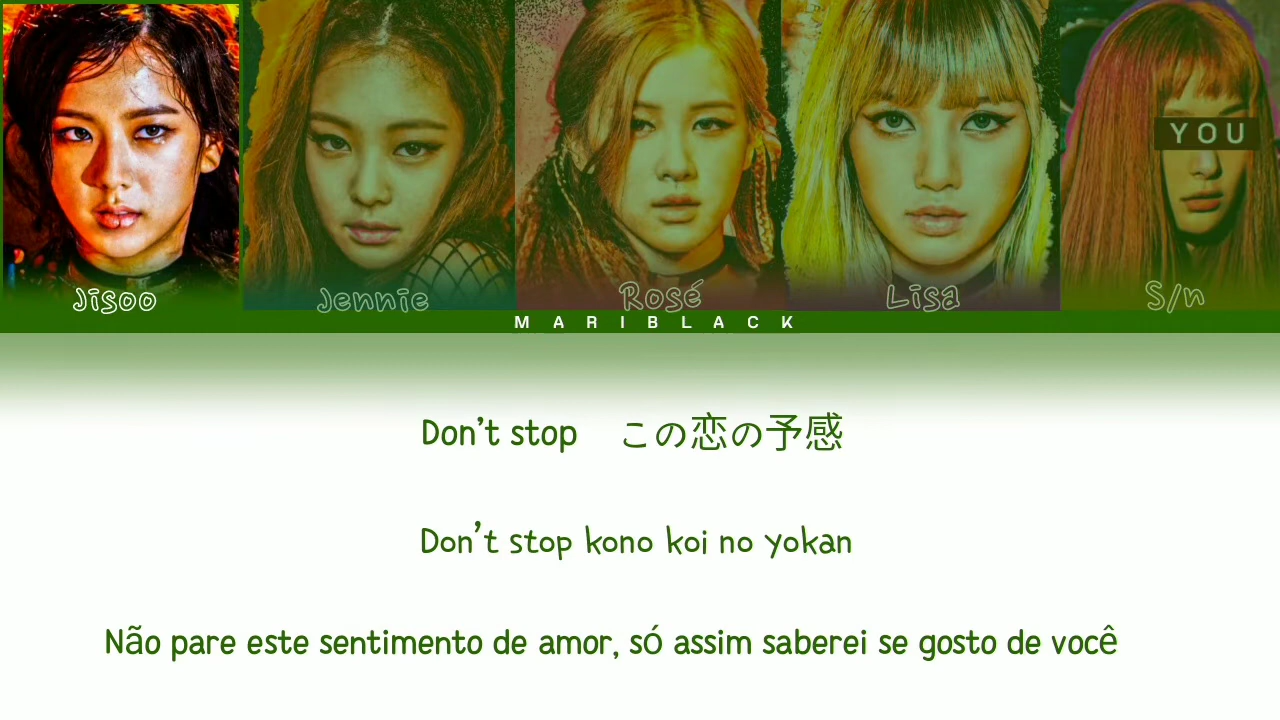 YOU
Jisoo Jennie Rosé Lisa S/n
MARIBLACK
Don't stop この恋の予感
Don't stop kono koi no yokan
Não pare este sentimento de amor, só assim saberei se gosto de você